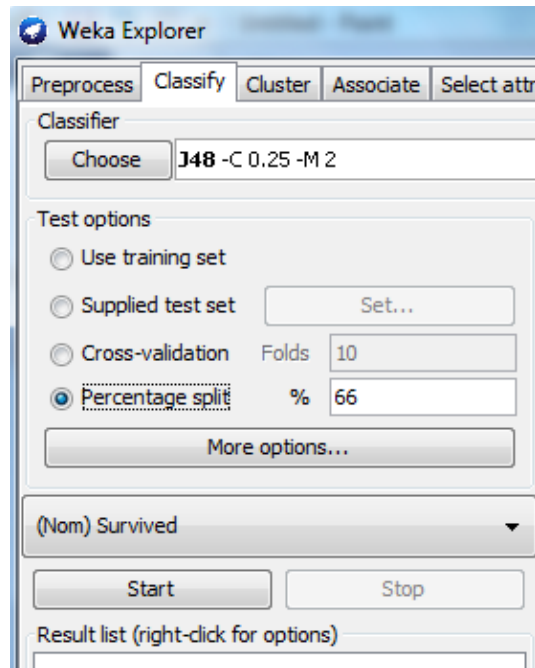 Weka Explorer
Preprocess Classify Cluster Associate Select attr
Classifier
Choose J48 -C 0.25 -M 2
Test options
Use training set
Supplied test set Set...
Cross-validation Folds 10
Percentage split % 66
More options...
(Nom) Survived
Start Stop
Result list (right-click for options)